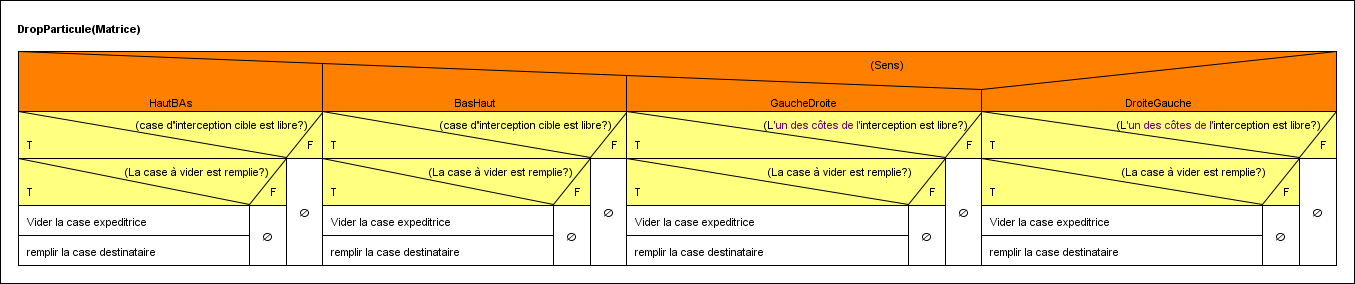 DropParticule(Matrice)
(Sens)
HautBAs BasHaut GaucheDroite DroiteGauche
(case d'interception cible est libre?) (case d'interception cible est libre?) (L'un des côtes de l'interception est libre?) (L'un des côtes de l'interception est libre?)
T F T F T F T F
(La case à vider est remplie?) (La case à vider est remplie?) (La case à vider est remplie?) (La case à vider est remplie?)
T F T F T F T F
∅ ∅ ∅ ∅
Vider la case expeditrice Vider la case expeditrice Vider la case expeditrice Vider la case expeditrice
∅ ∅ ∅ ∅
remplir la case destinataire remplir la case destinataire remplir la case destinataire remplir la case destinataire